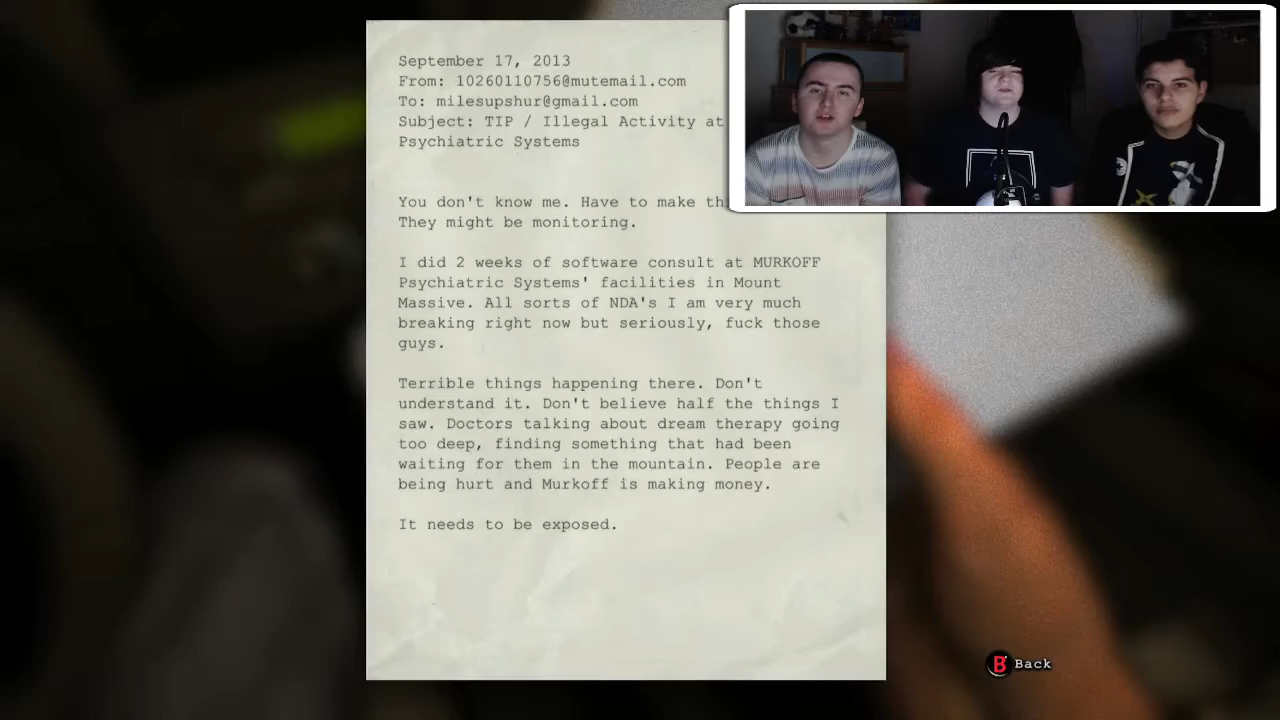 September 17, 2013
From: 10260110756@mutemail.com
To: milesupshur@gmail.com
Subject: TIP / Illegal Activity at
Psychiatric Systems
You don't know me. Have to make
They might be monitoring.
I did 2 weeks of software consult at MURKOFF
Psychiatric Systems' facilities in Mount
Massive. All sorts of NDA's I am very much
breaking right now but seriously, fuck those
guys.
Terrible things happening there. Don't
understand it. Don't believe half the things I
saw. Doctors talking about dream therapy going
too deep, finding something that had been
waiting for them in the mountain. People are
being hurt and Murkoff is making money.
It needs to be exposed.
B Back